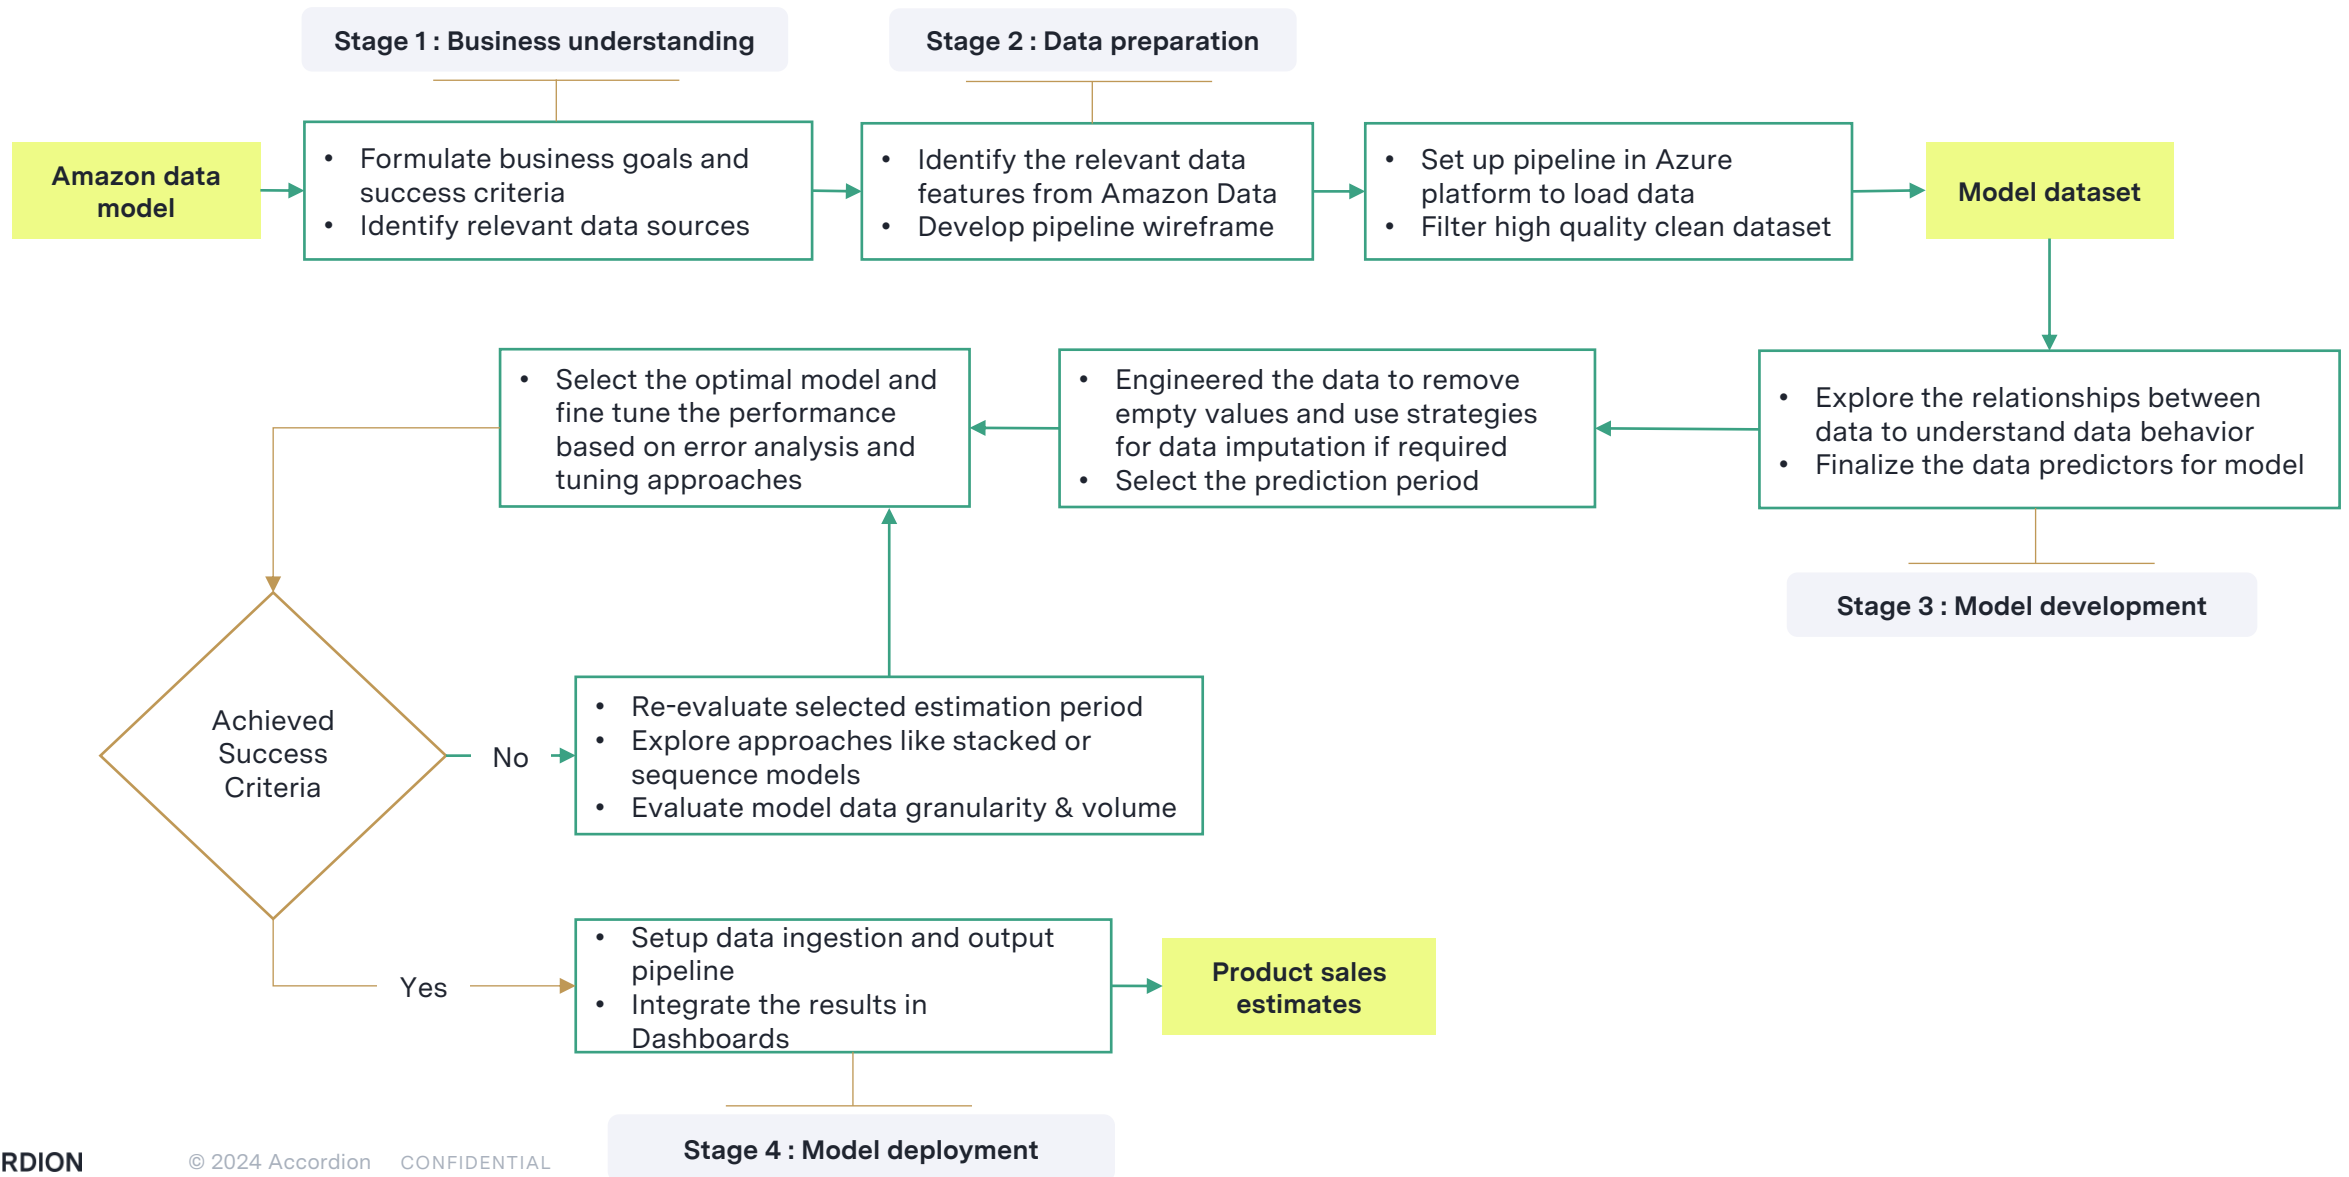 Stage 1 : Business understanding
Stage 2 : Data preparation
Amazon data
model
• Formulate business goals and
success criteria
• Identify relevant data sources
• Identify the relevant data
features from Amazon Data
• Develop pipeline wireframe
• Set up pipeline in Azure
platform to load data
• Filter high quality clean dataset
Model dataset
• Explore the relationships between
data to understand data behavior
• Finalize the data predictors for model
Stage 3 : Model development
• Engineered the data to remove
empty values and use strategies
for data imputation if required
• Select the prediction period
• Select the optimal model and
fine tune the performance
based on error analysis and
tuning approaches
Achieved
Success
Criteria
No
• Re-evaluate selected estimation period
• Explore approaches like stacked or
sequence models
• Evaluate model data granularity & volume
Yes
• Setup data ingestion and output
pipeline
• Integrate the results in
Dashboards
Product sales
estimates
Stage 4 : Model deployment
RDION
© 2024 Accordion CONFIDENTIAL